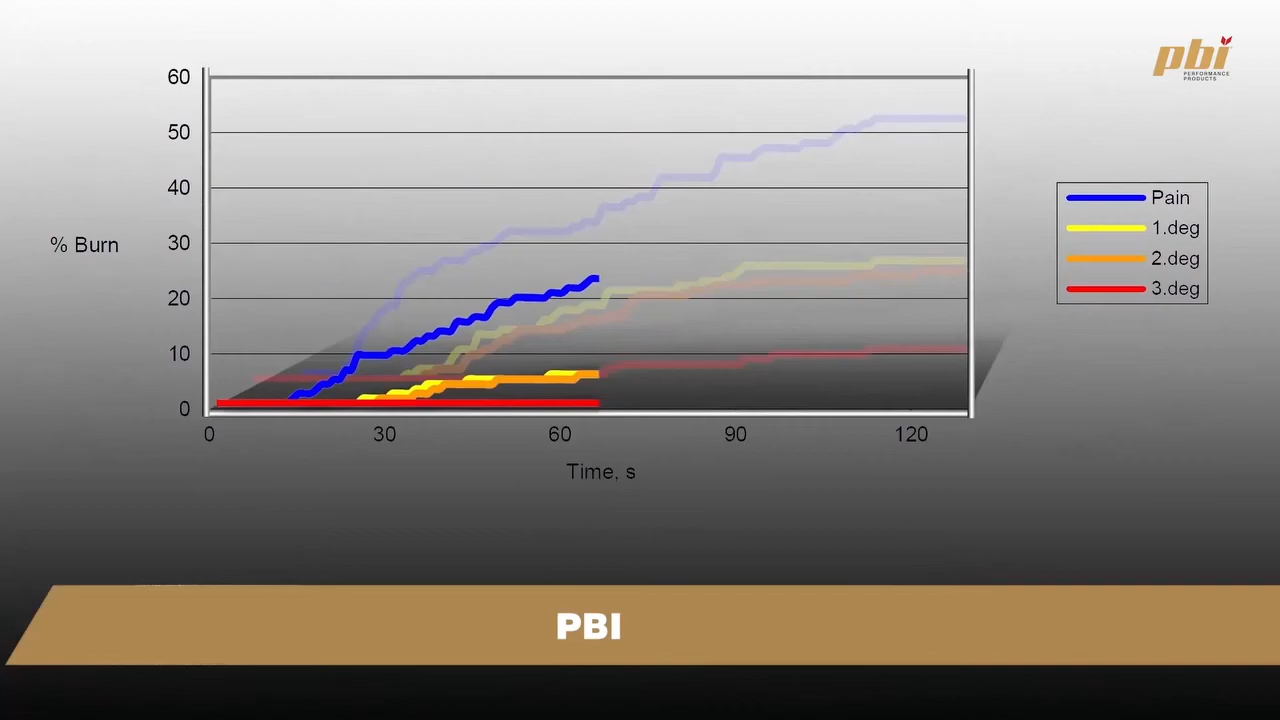 pbi
PERFORMANCE
PRODUCTS
60
50
40
30
20
10
0
% Burn
0 30 60 90 120
Time, s
Pain
1.deg
2.deg
3.deg
PBI